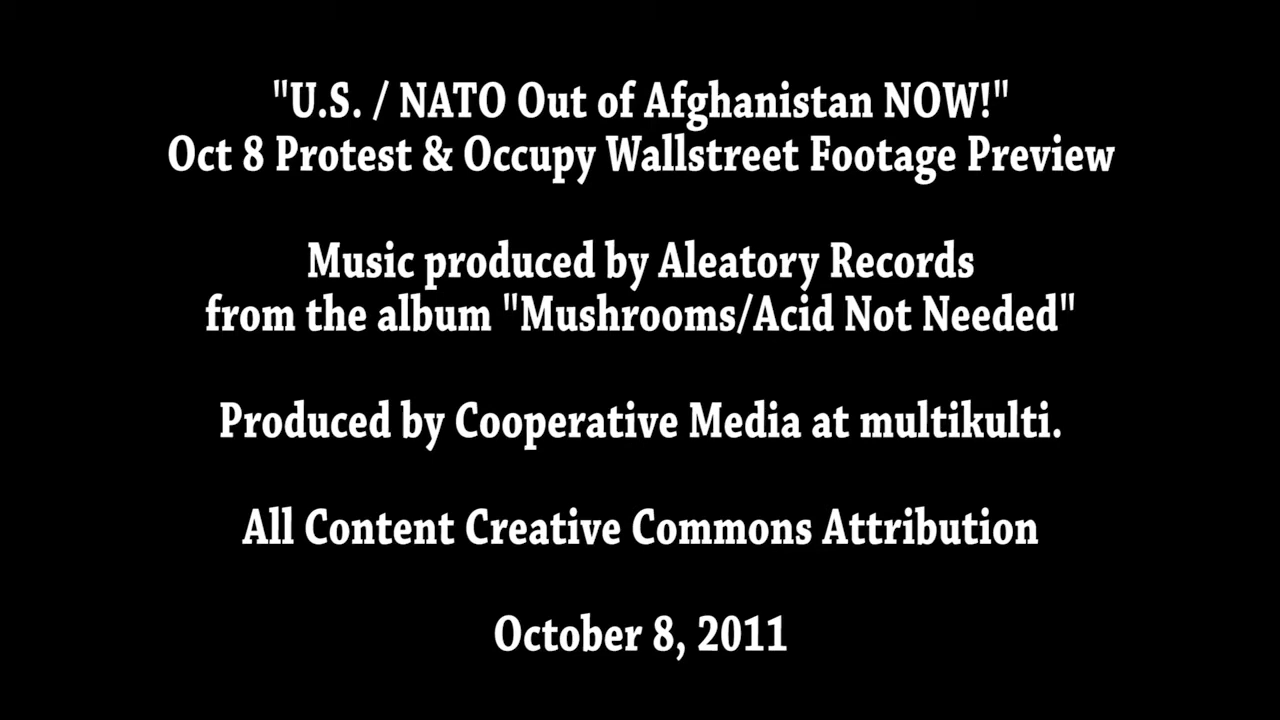 "U.S. / NATO Out of Afghanistan NOW!"
Oct 8 Protest & Occupy Wallstreet Footage Preview
Music produced by Aleatory Records
from the album "Mushrooms/Acid Not Needed"
Produced by Cooperative Media at multikulti.
All Content Creative Commons Attribution
October 8, 2011